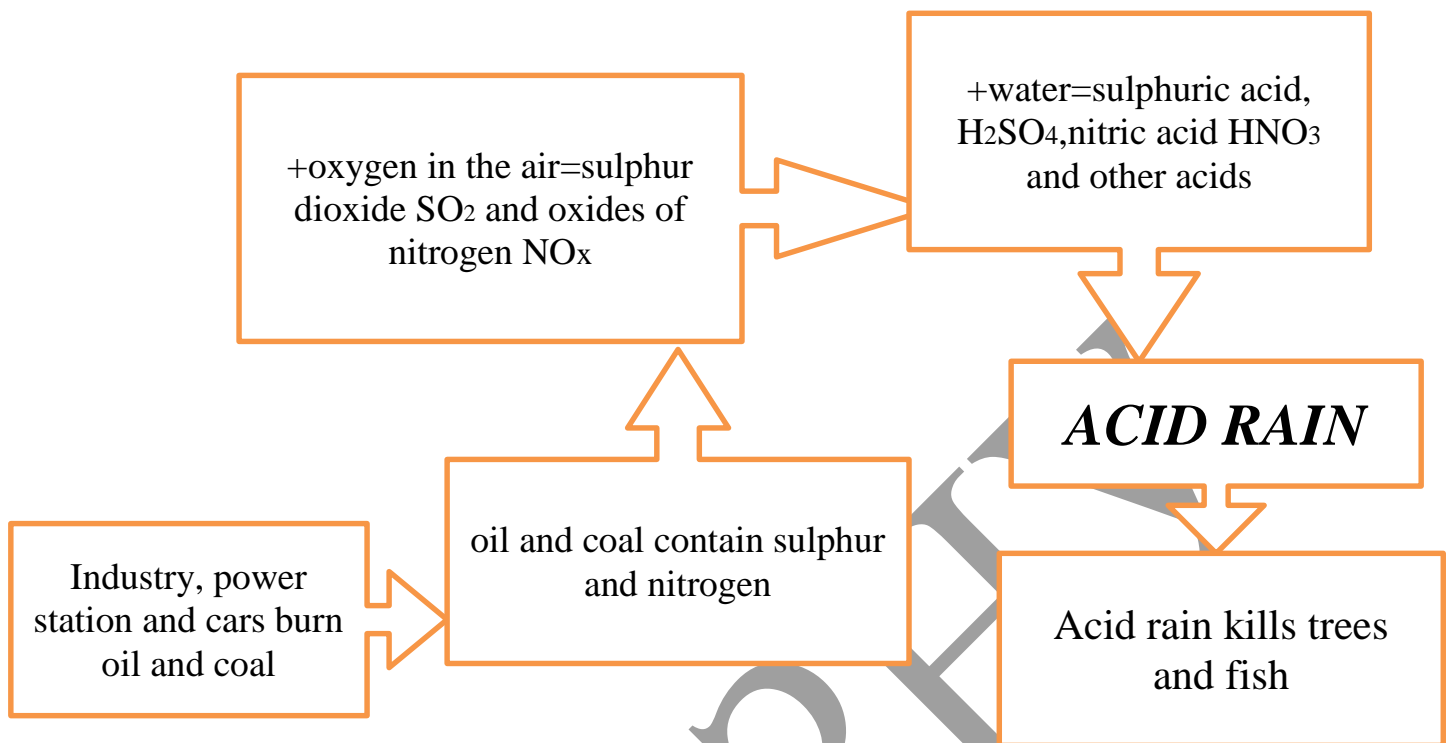 Industry, power
station and cars burn
oil and coal
oil and coal contain sulphur
and nitrogen
+oxygen in the air=sulphur
dioxide SO2 and oxides of
nitrogen NOx
+water=sulphuric acid,
H2SO4,nitric acid HNO3
and other acids
ACID RAIN
Acid rain kills trees
and fish